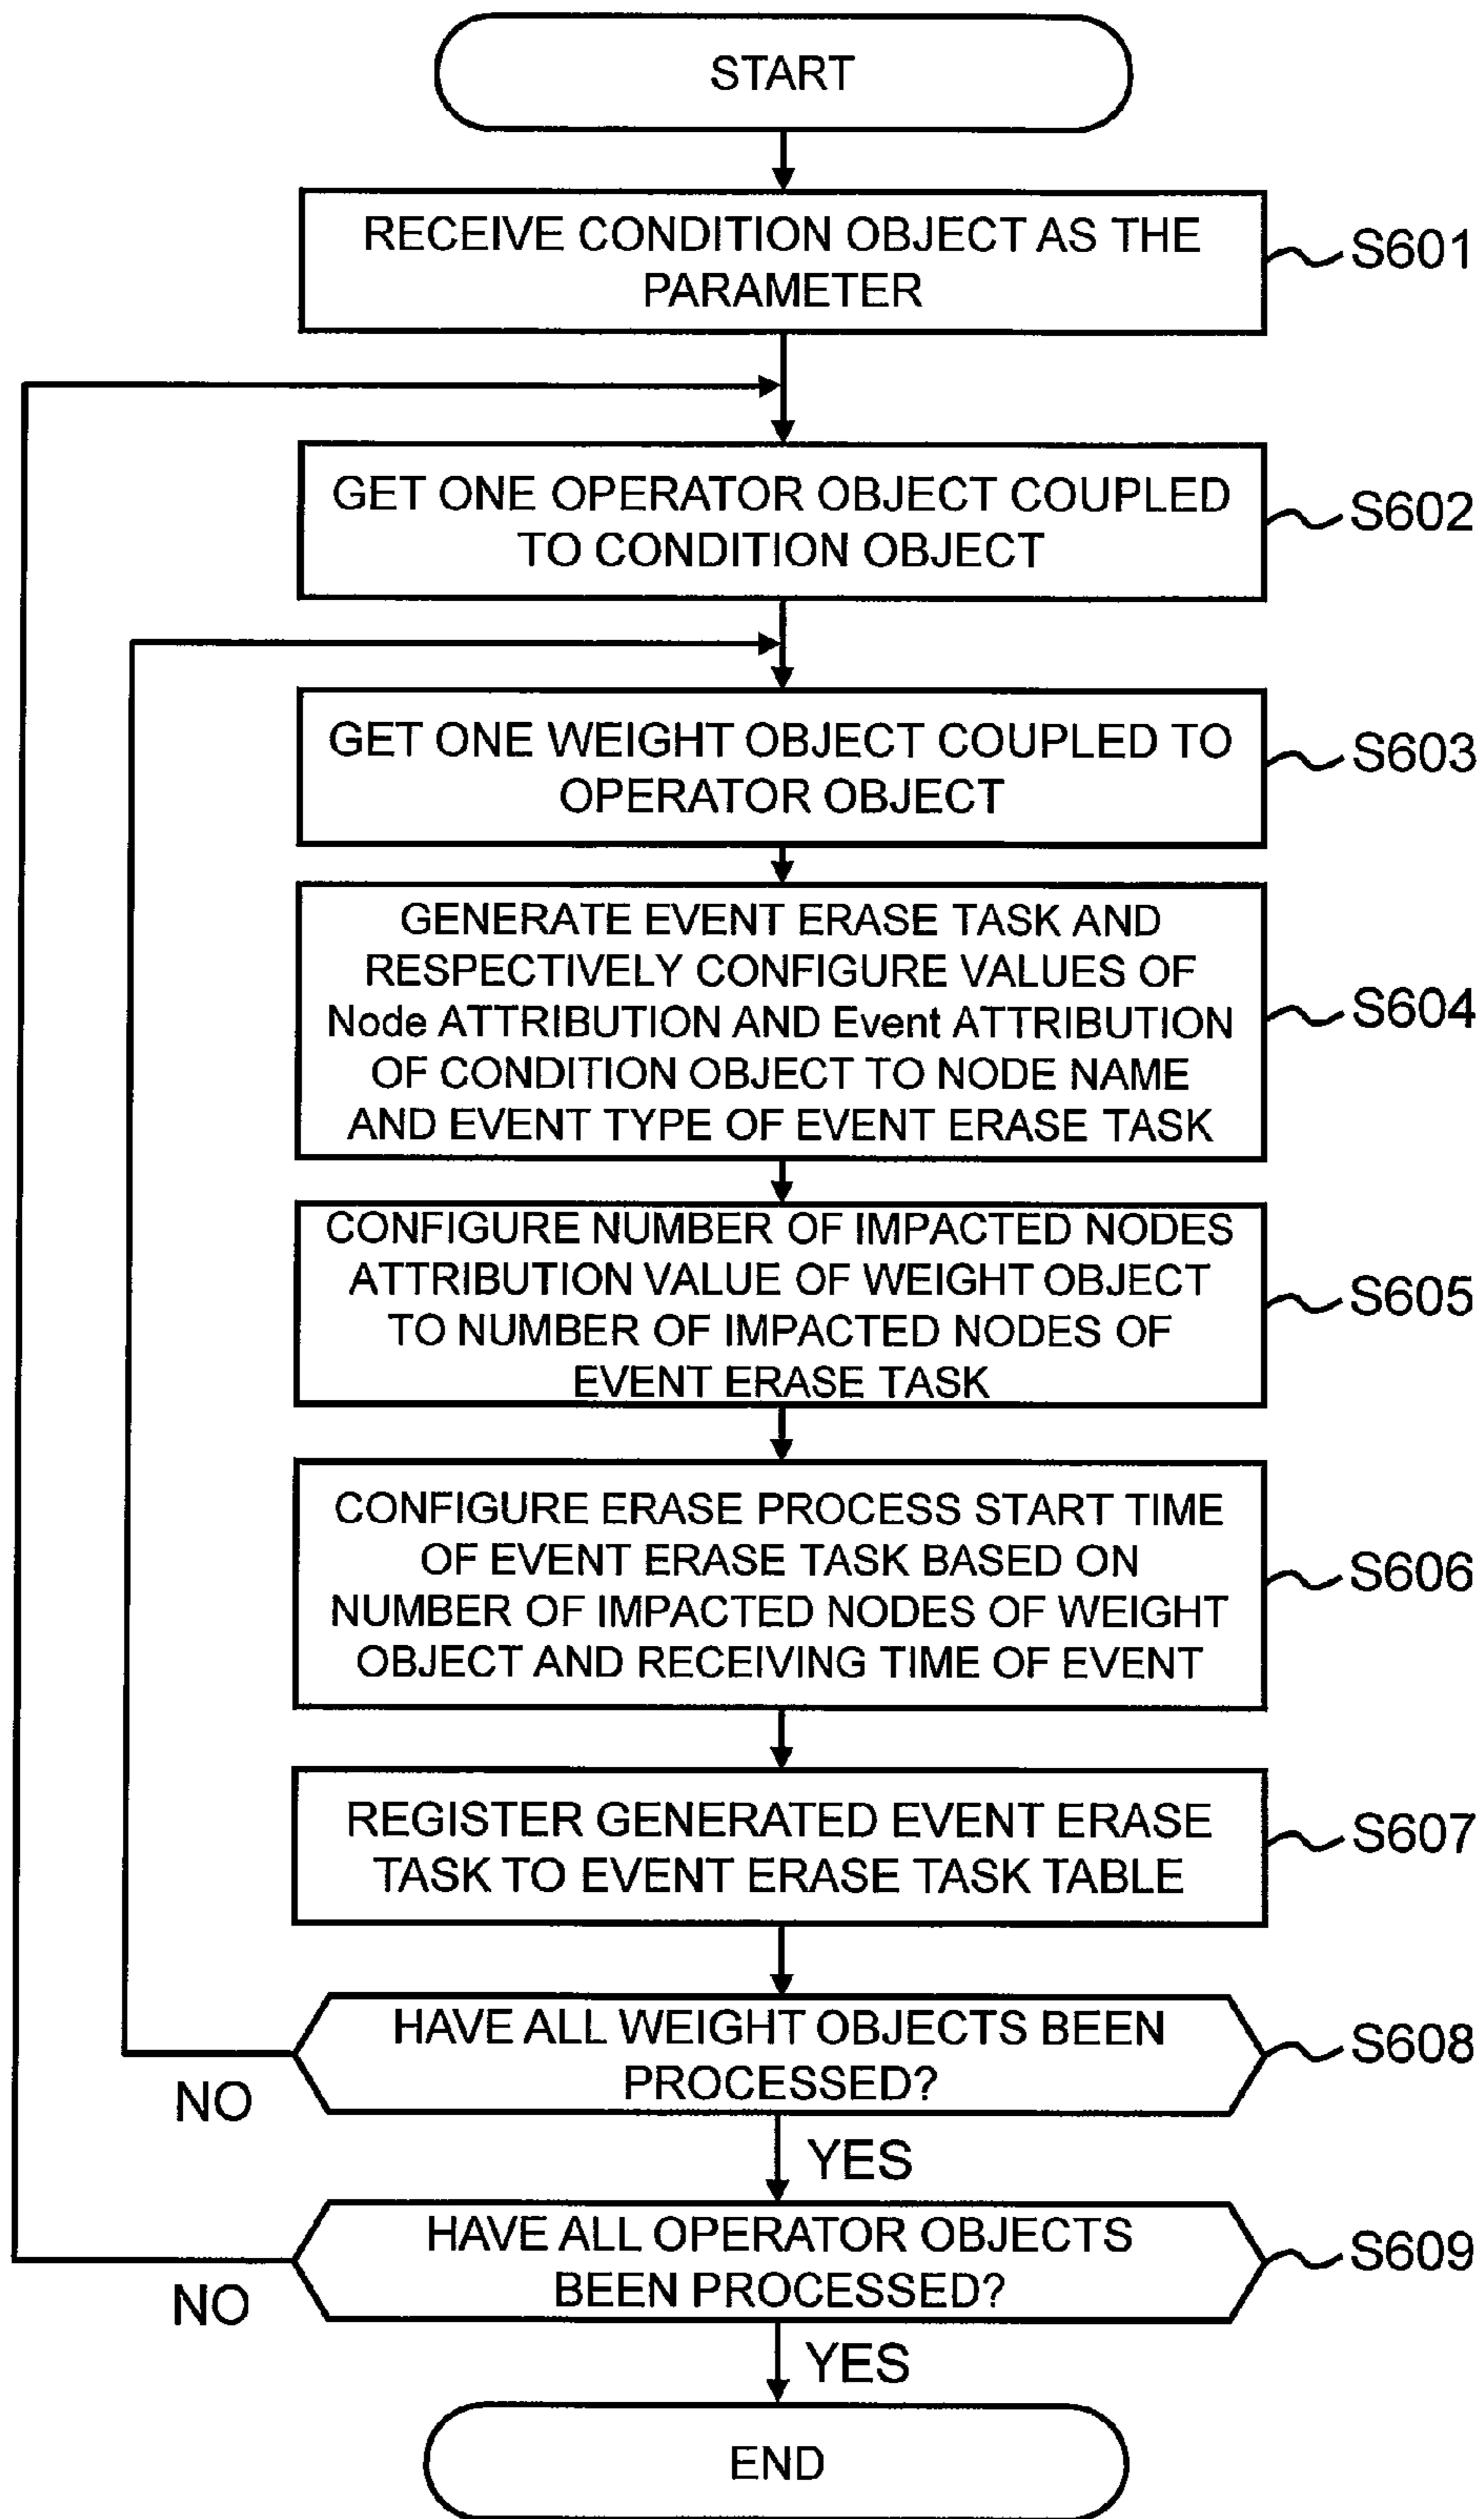 START
RECEIVE CONDITION OBJECT AS THE
PARAMETER
S601
GET ONE OPERATOR OBJECT COUPLED
TO CONDITION OBJECT
S602
GET ONE WEIGHT OBJECT COUPLED TO
OPERATOR OBJECT
S603
GENERATE EVENT ERASE TASK AND
RESPECTIVELY CONFIGURE VALUES OF
Node ATTRIBUTION AND Event ATTRIBUTION
OF CONDITION OBJECT TO NODE NAME
AND EVENT TYPE OF EVENT ERASE TASK
S604
CONFIGURE NUMBER OF IMPACTED NODES
ATTRIBUTION VALUE OF WEIGHT OBJECT
TO NUMBER OF IMPACTED NODES OF
EVENT ERASE TASK
S605
CONFIGURE ERASE PROCESS START TIME
OF EVENT ERASE TASK BASED ON
NUMBER OF IMPACTED NODES OF WEIGHT
OBJECT AND RECEIVING TIME OF EVENT
S606
REGISTER GENERATED EVENT ERASE
TASK TO EVENT ERASE TASK TABLE
S607
HAVE ALL WEIGHT OBJECTS BEEN
PROCESSED?
S608
NO
YES
HAVE ALL OPERATOR OBJECTS
BEEN PROCESSED?
S609
NO
YES
END